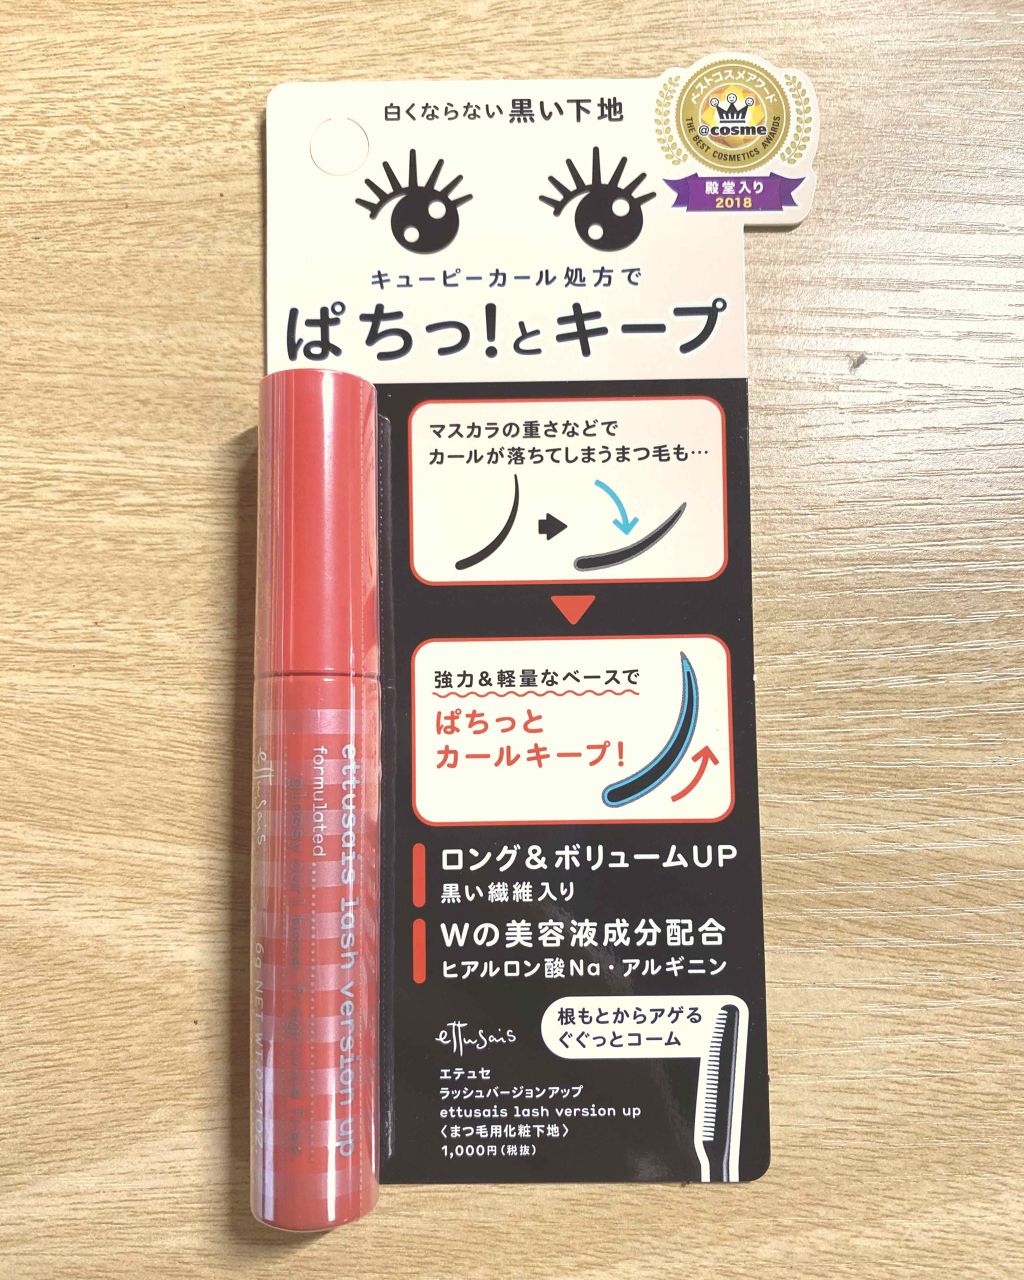 白くならない黒い下地
ベストコスメアワード
@cosme
THE BEST COSMETICS AWARDS
殿堂入り
2018
キューピーカール処方で
ぱちっ!とキープ
マスカラの重さなどで
カールが落ちてしまうまつ毛も…
強力&軽量なベースで
ぱちっと
カールキープ!
ロング&ボリュームUP
黒い繊維入り
Wの美容液成分配合
ヒアルロン酸Na・アルギニン
根もとからアゲる
ぐぐっとコーム
ettusais
エテュセ
ラッシュバージョンアップ
ettusais lash version up
〈まつ毛用化粧下地〉
1,000円(税抜)
ettusais lash version up
formulated
glossy curl base, fragrance free
ettusais
6g NET WT. 0.21OZ.